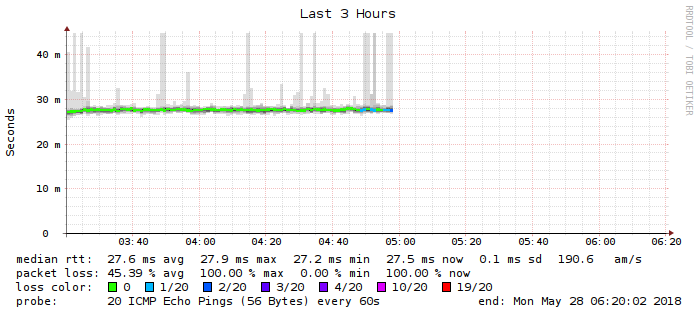 Last 3 Hours
RRDTOOL / TOBI OETIKER
Seconds
40 m
30 m
20 m
10 m
0
03:40 04:00 04:20 04:40 05:00 05:20 05:40 06:00 06:20
median rtt: 27.6 ms avg 27.9 ms max 27.2 ms min 27.5 ms now 0.1 ms sd 190.6 am/s
packet loss: 45.39 % avg 100.00 % max 0.00 % min 100.00 % now
loss color: 0 1/20 2/20 3/20 4/20 10/20 19/20
probe: 20 ICMP Echo Pings (56 Bytes) every 60s end: Mon May 28 06:20:02 2018